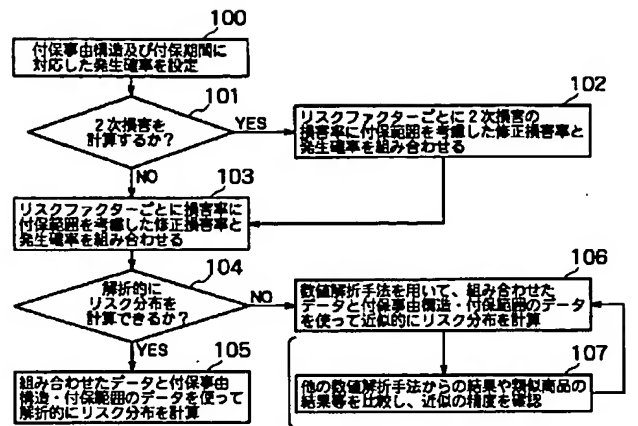 100
付保事由構造及び付保期間に
対応した発生確率を設定
101
2次損害を
計算するか?
YES
NO
102
リスクファクターごとに2次損害の
損害率に付保範囲を考慮した修正損害率と
発生確率を組み合わせる
103
リスクファクターごとに損害率に
付保範囲を考慮した修正損害率と
発生確率を組み合わせる
104
解析的に
リスク分布を
計算できるか?
NO
YES
105
組み合わせたデータと付保事由
構造・付保範囲のデータを使って
解析的にリスク分布を計算
106
数値解析手法を用いて、組み合わせた
データと付保事由構造・付保範囲のデータ
を使って近似的にリスク分布を計算
107
他の数値解析手法からの結果や類似商品の
結果等を比較し、近似の精度を確認